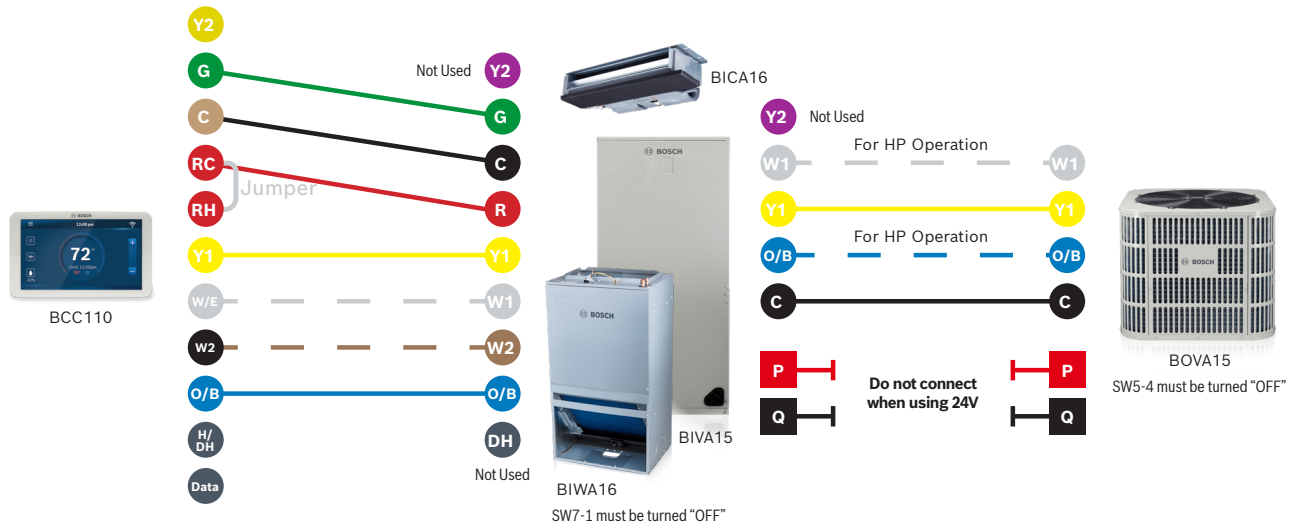 Y2
G
C
RC
RH
Jumper
Y1
W/E
W2
O/B
H/
DH
Data
BOSCH
13:00 pm
72
BCC110
Not Used
Y2
G
C
R
Y1
W1
W2
O/B
DH
Not Used
BICA16
BOSCH
BIVA15
BOSCH
BIWA16
SW7-1 must be turned “OFF”
Y2
Not Used
W1
For HP Operation
W1
Y1
Y1
For HP Operation
O/B
O/B
C
C
P
P
Do not connect
when using 24V
Q
Q
BOSCH
BOVA15
SW5-4 must be turned “OFF”